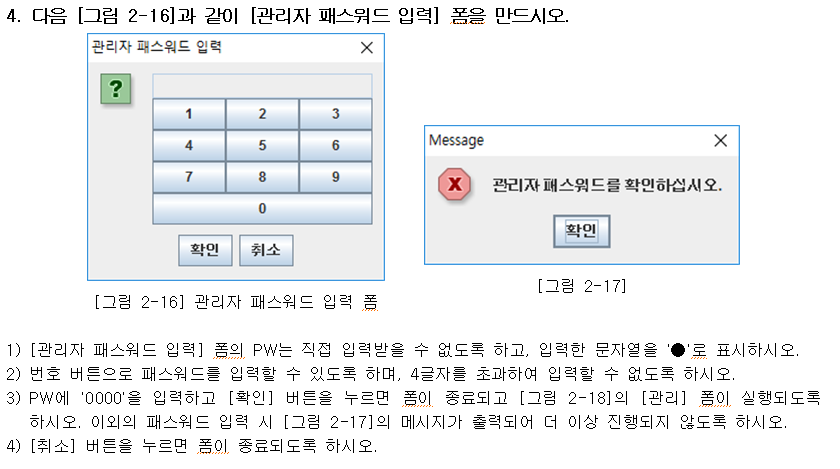 4. 다음 [그림 2-16]과 같이 [관리자 패스워드 입력] 폼을 만드시오.
관리자 패스워드 입력
?
1 2 3
4 5 6
7 8 9
0
확인 취소
Message
X 관리자 패스워드를 확인하십시오.
확인
[그림 2-16] 관리자 패스워드 입력 폼
[그림 2-17]
1) [관리자 패스워드 입력] 폼의 PW는 직접 입력받을 수 없도록 하고, 입력한 문자열을 '●'로 표시하시오.
2) 번호 버튼으로 패스워드를 입력할 수 있도록 하며, 4글자를 초과하여 입력할 수 없도록 하시오.
3) PW에 '0000'을 입력하고 [확인] 버튼을 누르면 폼이 종료되고 [그림 2-18]의 [관리] 폼이 실행되도록
하시오. 이외의 패스워드 입력 시 [그림 2-17]의 메시지가 출력되어 더 이상 진행되지 않도록 하시오.
4) [취소] 버튼을 누르면 폼이 종료되도록 하시오.